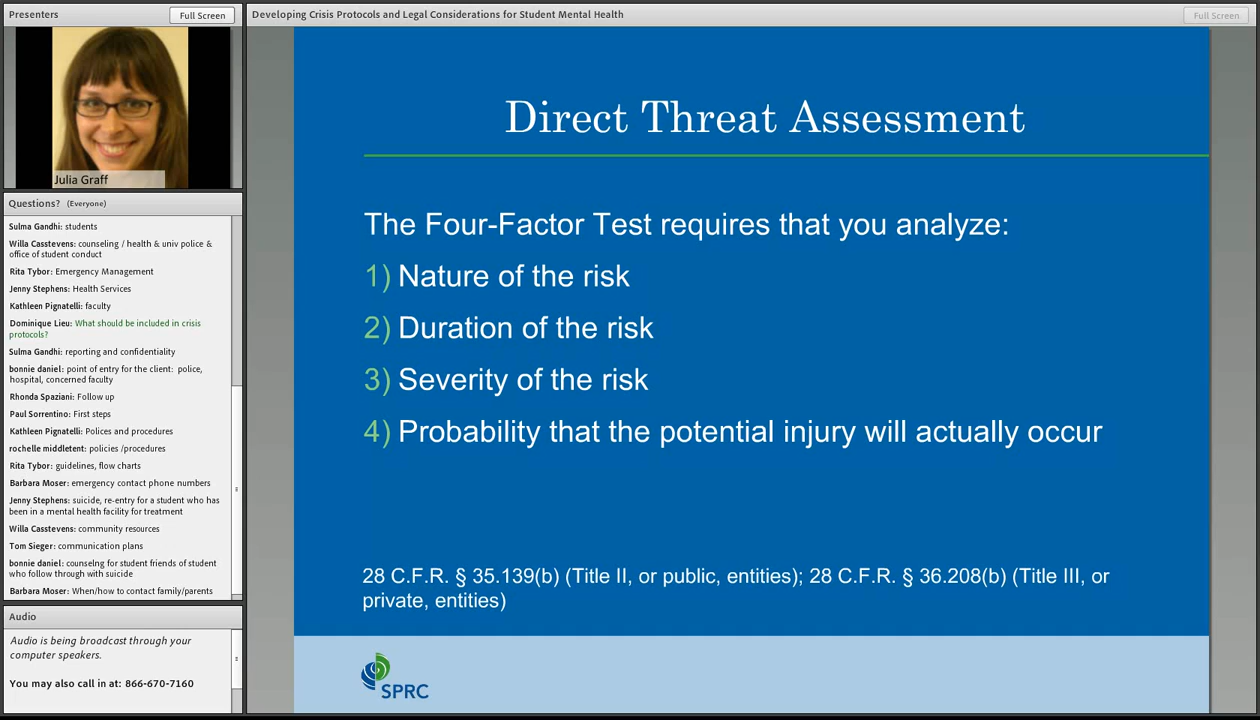 Presenters
Full Screen
Julia Graff
Questions? (Everyone)
Sulma Gandhi: students
Willa Casstevens: counseling / health & univ police &
office of student conduct
Rita Tybor: Emergency Management
Jenny Stephens: Health Services
Kathleen Pignatelli: faculty
Dominique Lieu: What should be included in crisis
protocols?
Sulma Gandhi: reporting and confidentiality
bonnie daniel: point of entry for the client: police,
hospital, concerned faculty
Rhonda Spaziani: Follow up
Paul Sorrentino: First steps
Kathleen Pignatelli: Polices and procedures
rochelle middletent: policies /procedures
Rita Tybor: guidelines, flow charts
Barbara Moser: emergency contact phone numbers
Jenny Stephens: suicide, re-entry for a student who has
been in a mental health facility for treatment
Willa Casstevens: community resources
Tom Sieger: communication plans
bonnie daniel: counselng for student friends of student
who follow through with suicide
Barbara Moser: When/how to contact family/parents
Audio
Audio is being broadcast through your
computer speakers.
You may also call in at: 866-670-7160
Developing Crisis Protocols and Legal Considerations for Student Mental Health
Full Screen
Direct Threat Assessment
The Four-Factor Test requires that you analyze:
1) Nature of the risk
2) Duration of the risk
3) Severity of the risk
4) Probability that the potential injury will actually occur
28 C.F.R. § 35.139(b) (Title II, or public, entities); 28 C.F.R. § 36.208(b) (Title III, or
private, entities)
SPRC